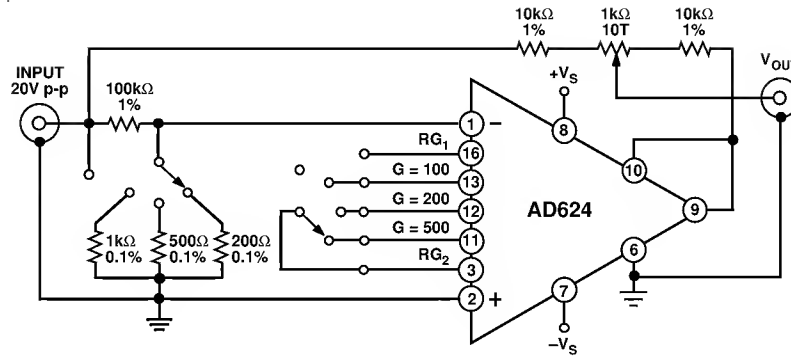 10kΩ
1%
1kΩ
10T
10kΩ
1%
INPUT
20V p-p
100kΩ
1%
+VS
VOUT
1
–
8
RG1
16
10
G = 100
13
G = 200
12
AD624
9
G = 500
11
6
RG2
3
1kΩ
0.1%
500Ω
0.1%
200Ω
0.1%
2
+
7
–VS